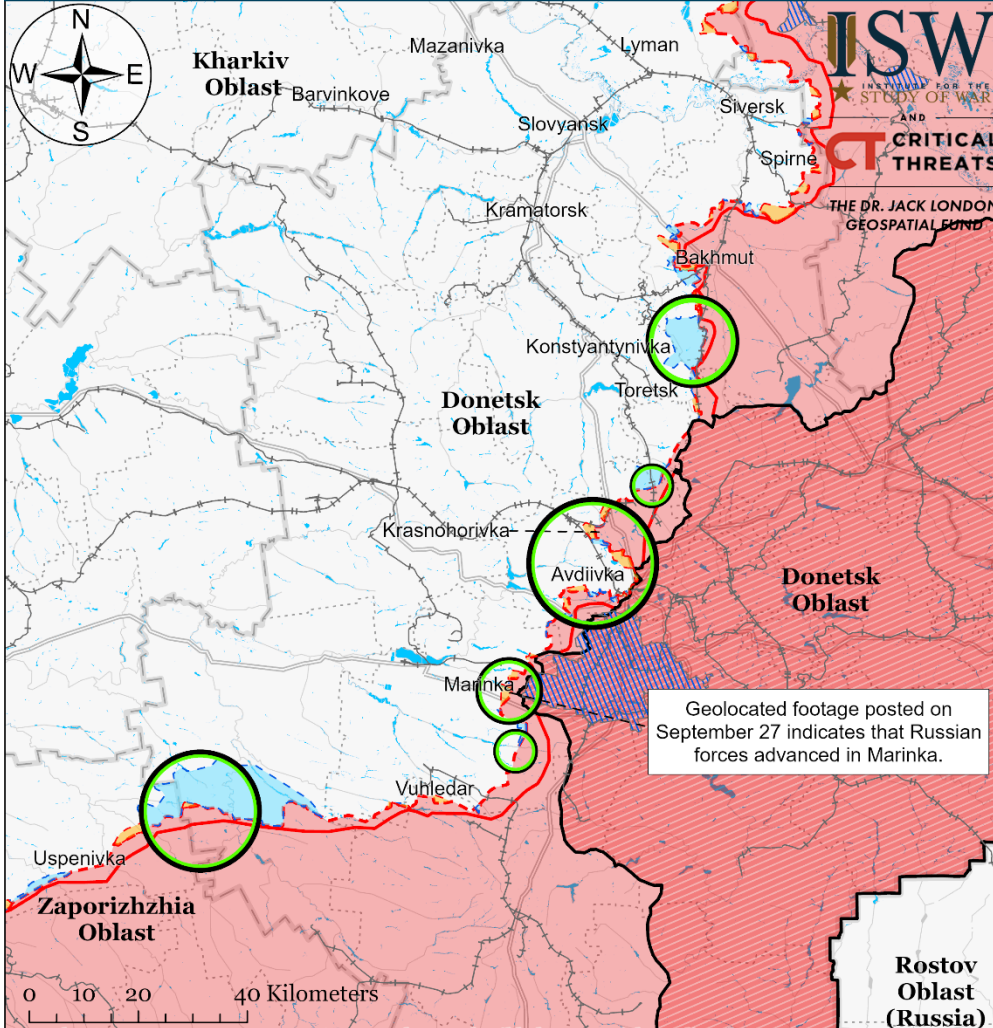 N
W E
S
Kharkiv
Oblast
Mazanivka
Lyman
Barvinkove
Slovyansk
Siversk
Spirne
Kramatorsk
Bakhmut
Konstyantynivka
Toretsk
Donetsk
Oblast
Krasnohorivka
Avdiivka
Donetsk
Oblast
Marinka
Vuhledar
Uspenivka
Zaporizhzhia
Oblast
Geolocated footage posted on
September 27 indicates that Russian
forces advanced in Marinka.
Rostov
Oblast
(Russia)
0 10 20 40 Kilometers
ISW
INSTITUTE FOR THE
STUDY OF WAR
AND
CT CRITICAL
THREATS
THE DR. JACK LONDON
GEOSPATIAL FUND